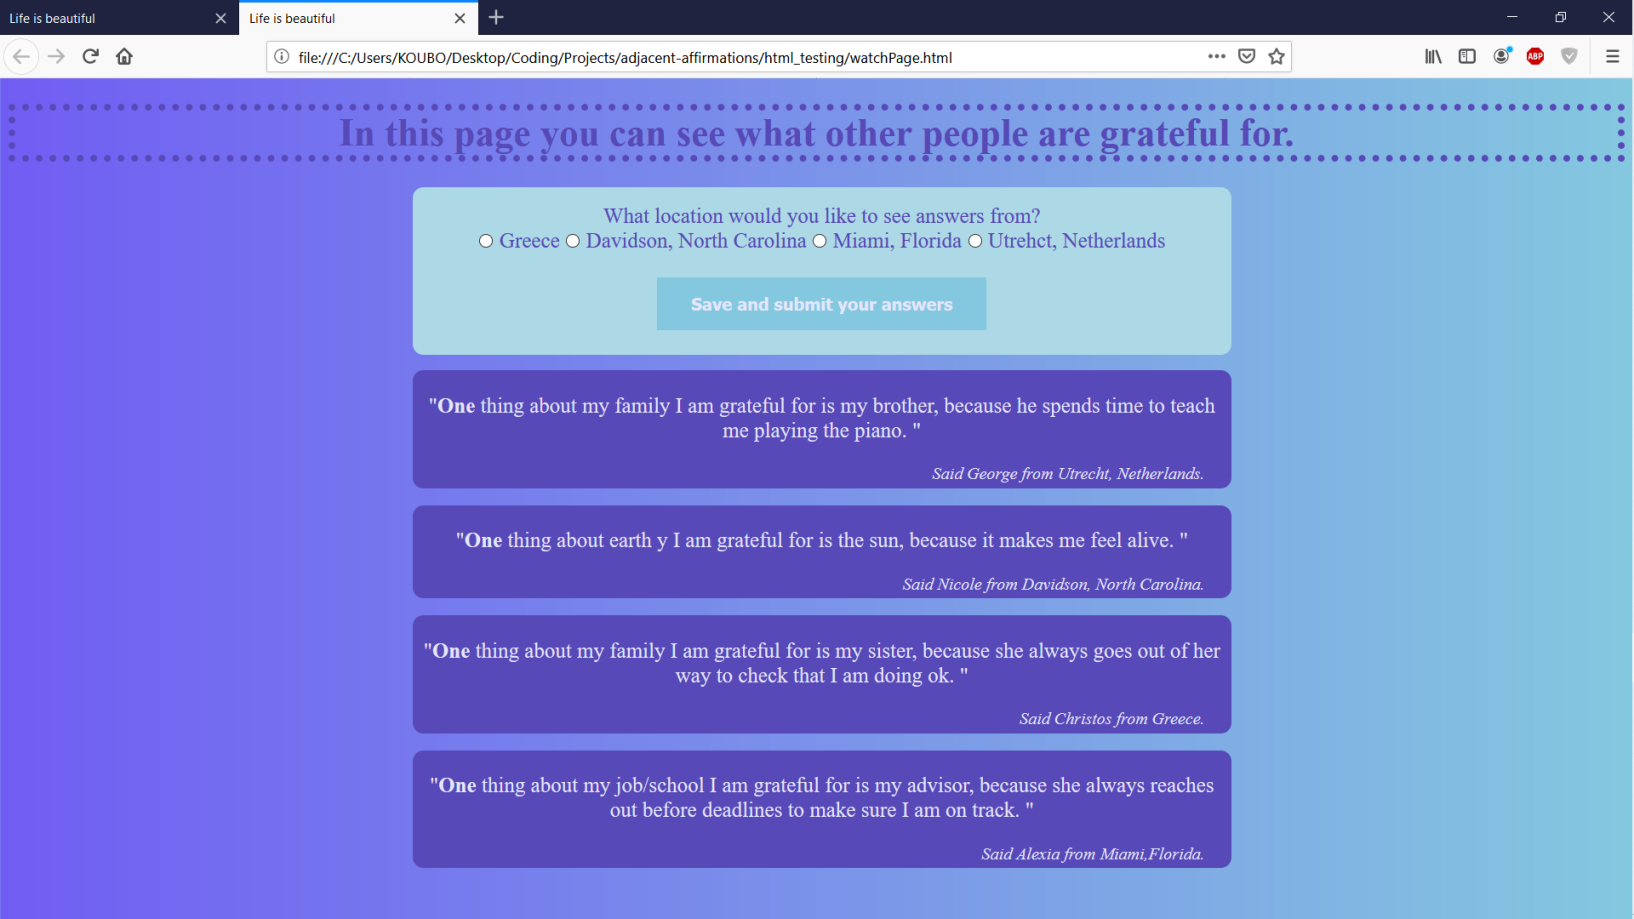 Life is beautiful
Life is beautiful
file:///C:/Users/KOUBO/Desktop/Coding/Projects/adjacent-affirmations/html_testing/watchPage.html
ABP
In this page you can see what other people are grateful for.
What location would you like to see answers from?
Greece Davidson, North Carolina Miami, Florida Utrehct, Netherlands
Save and submit your answers
"One thing about my family I am grateful for is my brother, because he spends time to teach
me playing the piano. "
Said George from Utrecht, Netherlands.
"One thing about earth y I am grateful for is the sun, because it makes me feel alive. "
Said Nicole from Davidson, North Carolina.
"One thing about my family I am grateful for is my sister, because she always goes out of her
way to check that I am doing ok. "
Said Christos from Greece.
"One thing about my job/school I am grateful for is my advisor, because she always reaches
out before deadlines to make sure I am on track. "
Said Alexia from Miami,Florida.